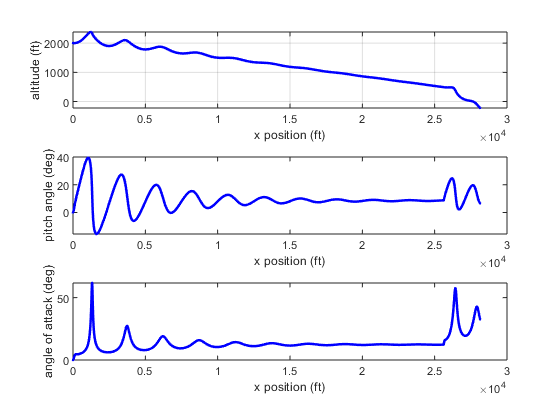 altitude (ft)
2000
1000
0
0 0.5 1 1.5 2 2.5 3
x position (ft)
×10⁴
pitch angle (deg)
40
20
0
0 0.5 1 1.5 2 2.5 3
x position (ft)
×10⁴
angle of attack (deg)
50
0
0 0.5 1 1.5 2 2.5 3
x position (ft)
×10⁴